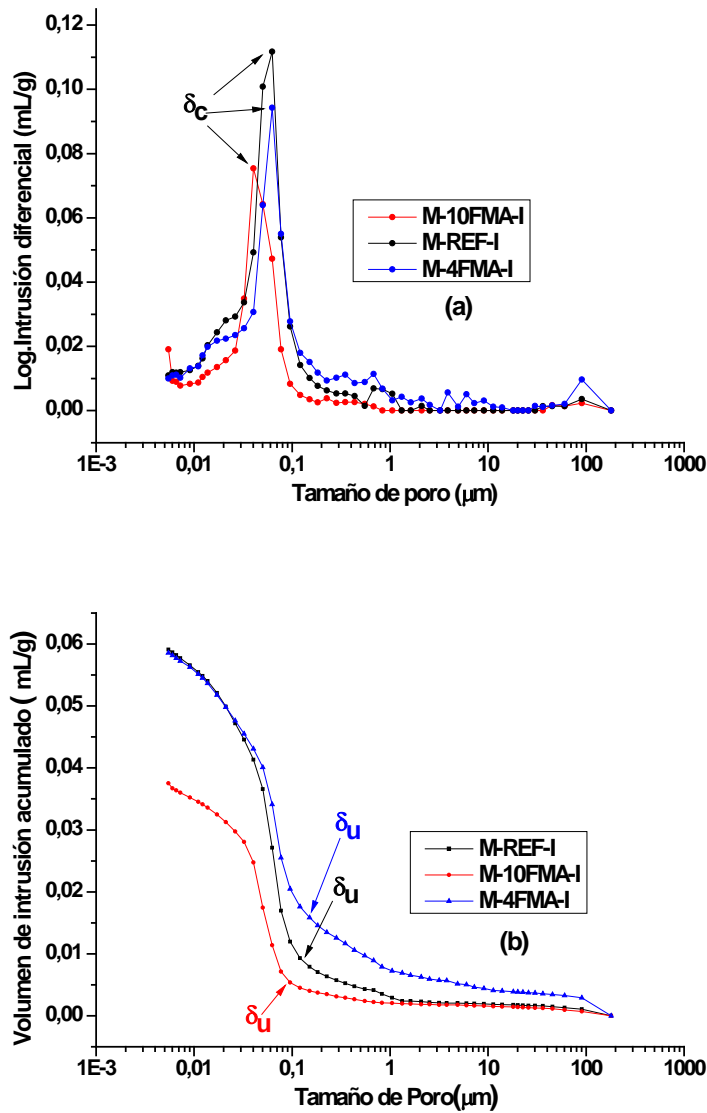 Log.Intrusión diferencial (mL/g)
0,12
0,10
0,08
0,06
0,04
0,02
0,00
δc
M-10FMA-I
M-REF-I
M-4FMA-I
(a)
1E-3 0,01 0,1 1 10 100 1000
Tamaño de poro (μm)
Volumen de intrusión acumulado ( mL/g)
0,06
0,05
0,04
0,03
0,02
0,01
0,00
δu
δu
δu
M-REF-I
M-10FMA-I
M-4FMA-I
(b)
1E-3 0,01 0,1 1 10 100 1000
Tamaño de Poro(μm)